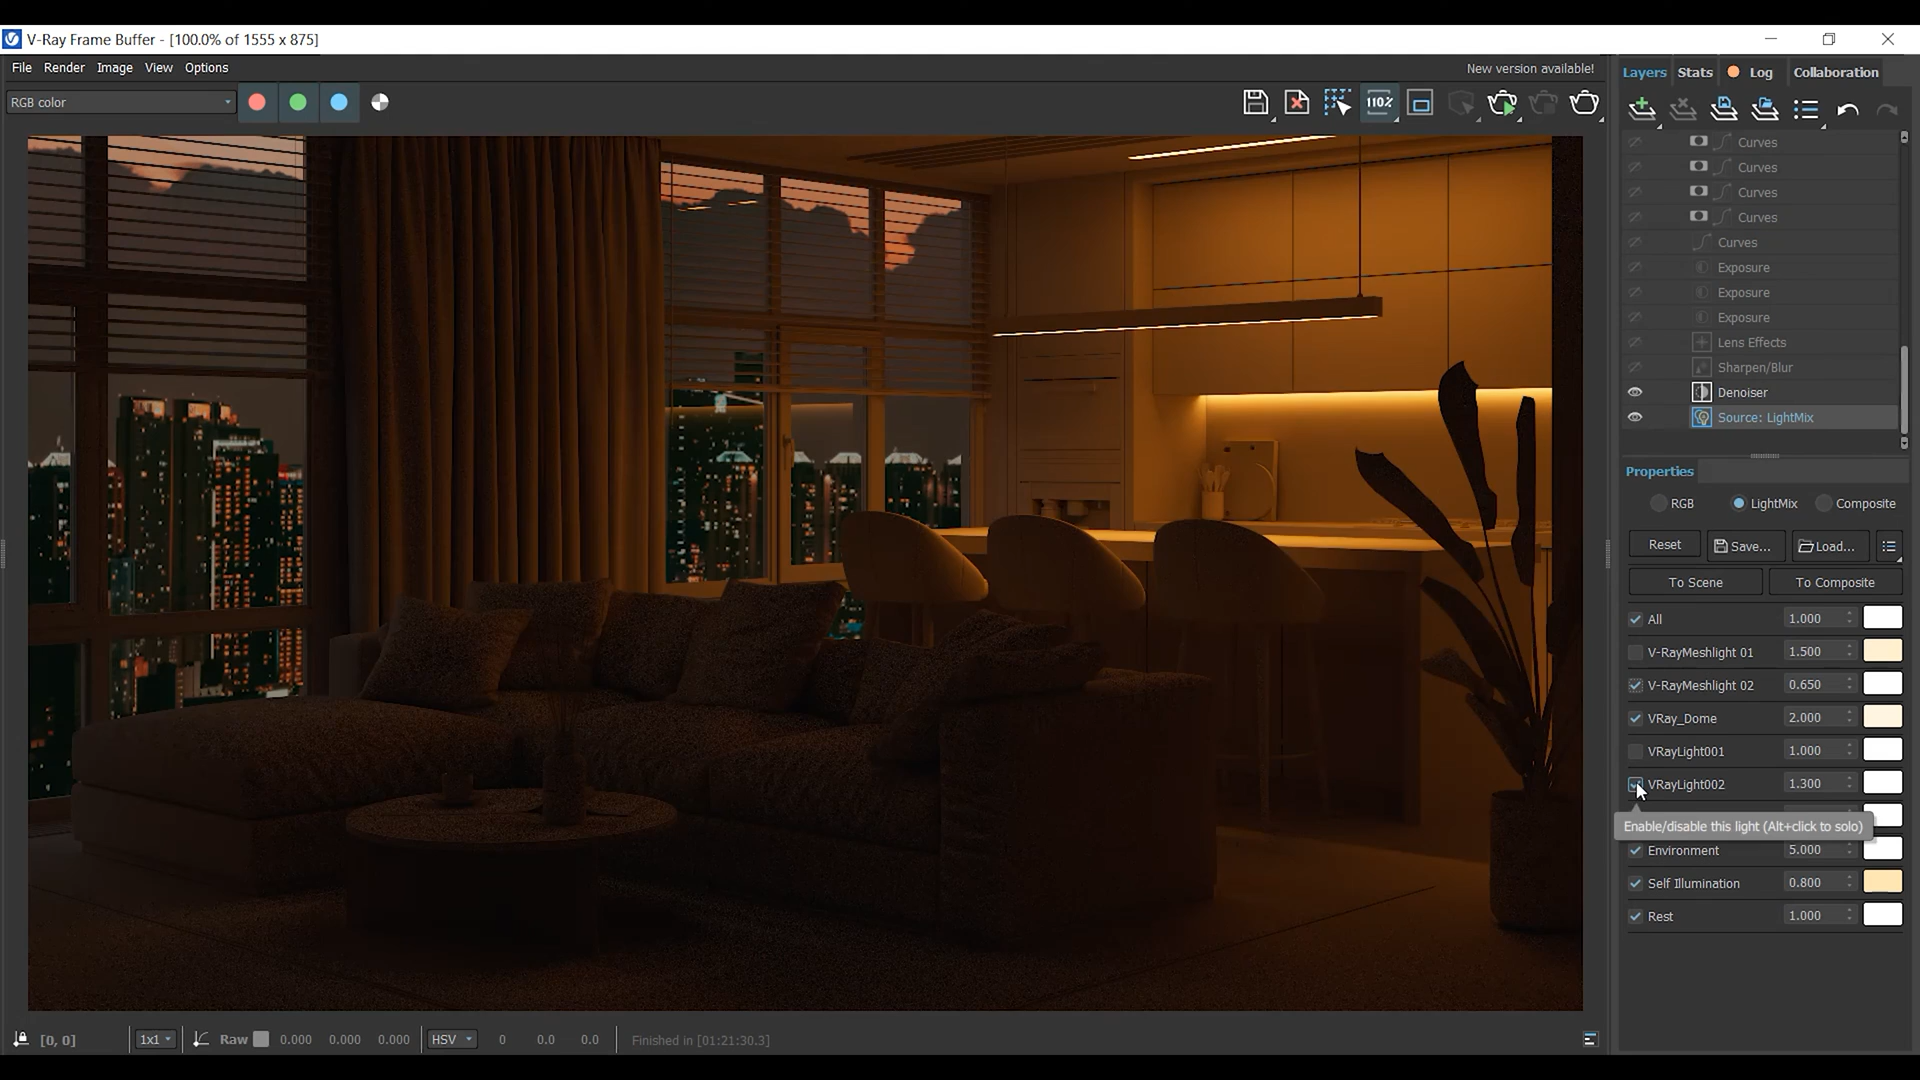 V-Ray Frame Buffer - [100.0% of 1555 x 875]
File Render Image View Options
New version available!
Layers Stats Log Collaboration
RGB color
110%
Curves
Curves
Curves
Curves
Curves
Exposure
Exposure
Exposure
Lens Effects
Sharpen/Blur
Denoiser
Source: LightMix
Properties
RGB LightMix Composite
Reset Save... Load...
To Scene To Composite
All 1.000
V-RayMeshlight 01 1.500
V-RayMeshlight 02 0.650
VRay_Dome 2.000
VRayLight001 1.000
VRayLight002 1.300
Enable/disable this light (Alt+click to solo)
Environment 5.000
Self Illumination 0.800
Rest 1.000
[0, 0] 1x1 Raw 0.000 0.000 0.000 HSV 0 0.0 0.0 Finished in [01:21:30.3]